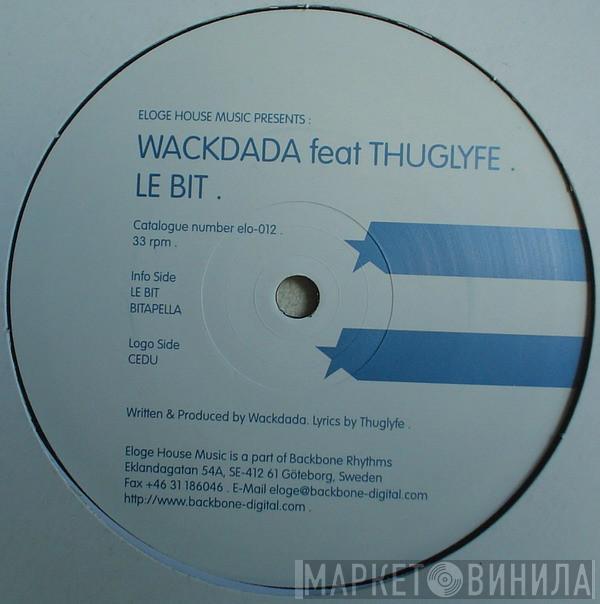 ELOGE HOUSE MUSIC PRESENTS :
WACKDADA feat THUGLYFE .
LE BIT .
Catalogue number elo-012 .
33 rpm .
Info Side
LE BIT
BITAPELLA
Logo Side
CEDU
Written & Produced by Wackdada. Lyrics by Thuglyfe .
Eloge House Music is a part of Backbone Rhythms
Eklandagatan 54A, SE-412 61 Göteborg, Sweden
Fax +46 31 186046 . E-Mail eloge@backbone-digital.com
http://www.backbone-digital.com .
МАРКЕТ ВИНИЛА